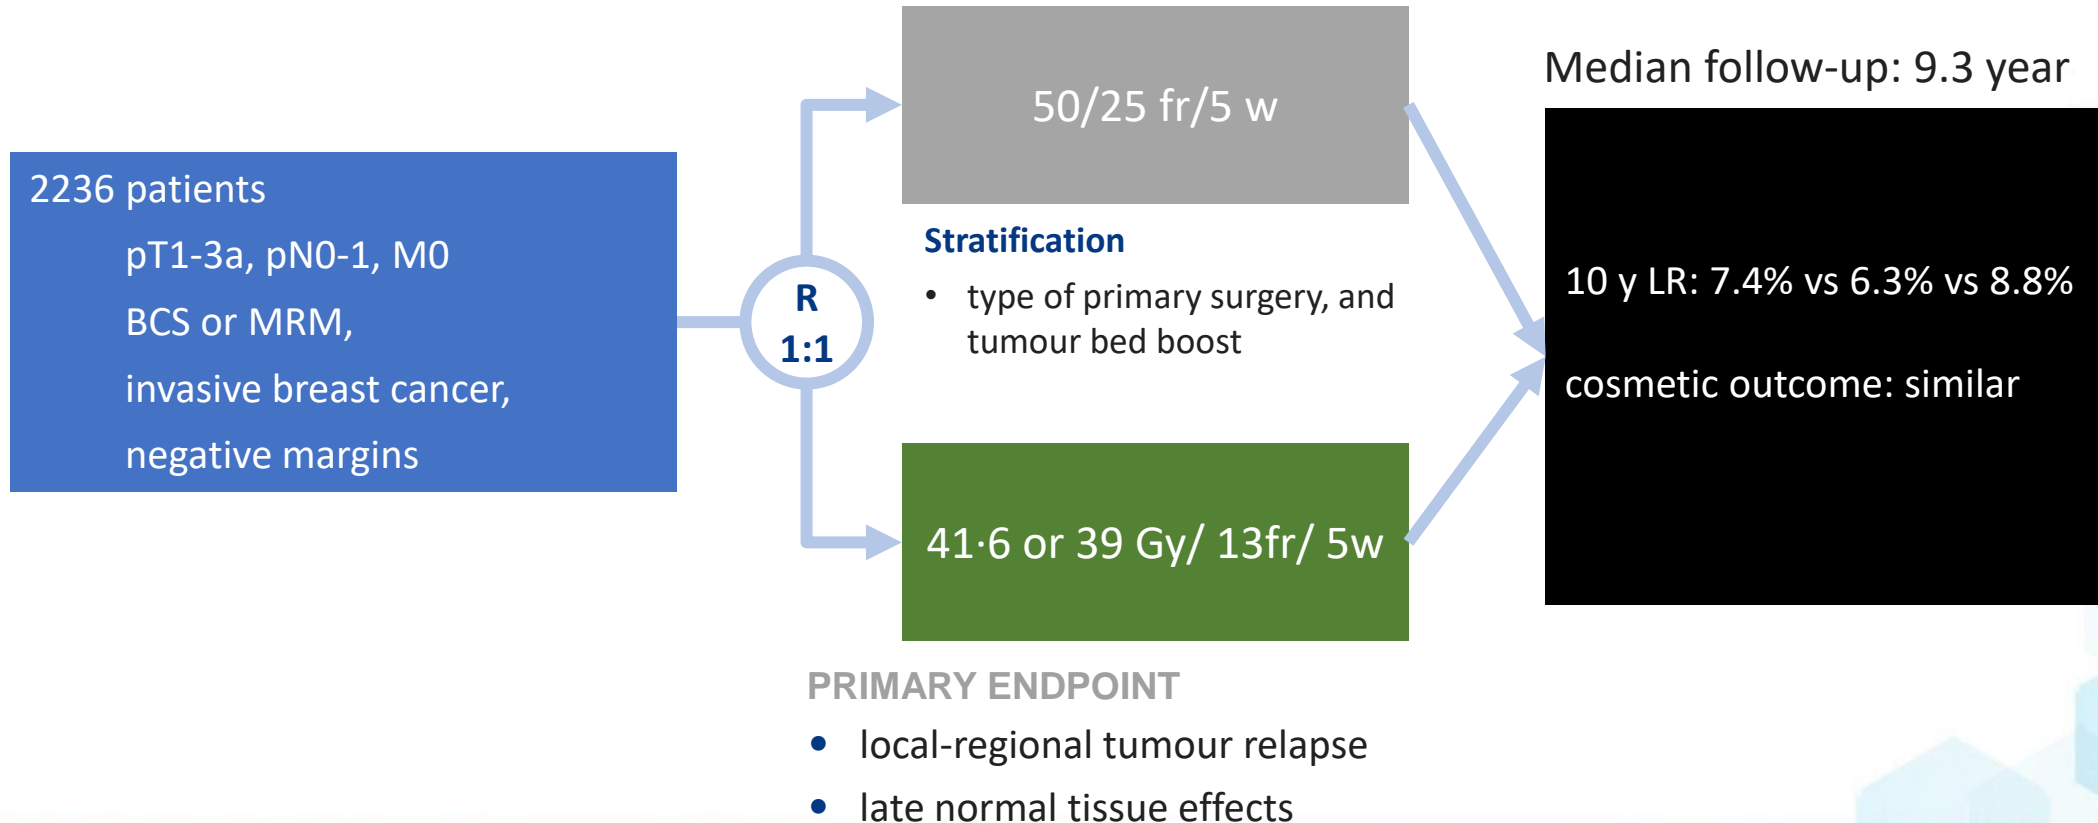 2236 patients
pT1-3a, pN0-1, M0
BCS or MRM,
invasive breast cancer,
negative margins
R
1:1
50/25 fr/5 w
Stratification
• type of primary surgery, and
tumour bed boost
41·6 or 39 Gy/ 13fr/ 5w
PRIMARY ENDPOINT
• local-regional tumour relapse
• late normal tissue effects
Median follow-up: 9.3 year
10 y LR: 7.4% vs 6.3% vs 8.8%
cosmetic outcome: similar